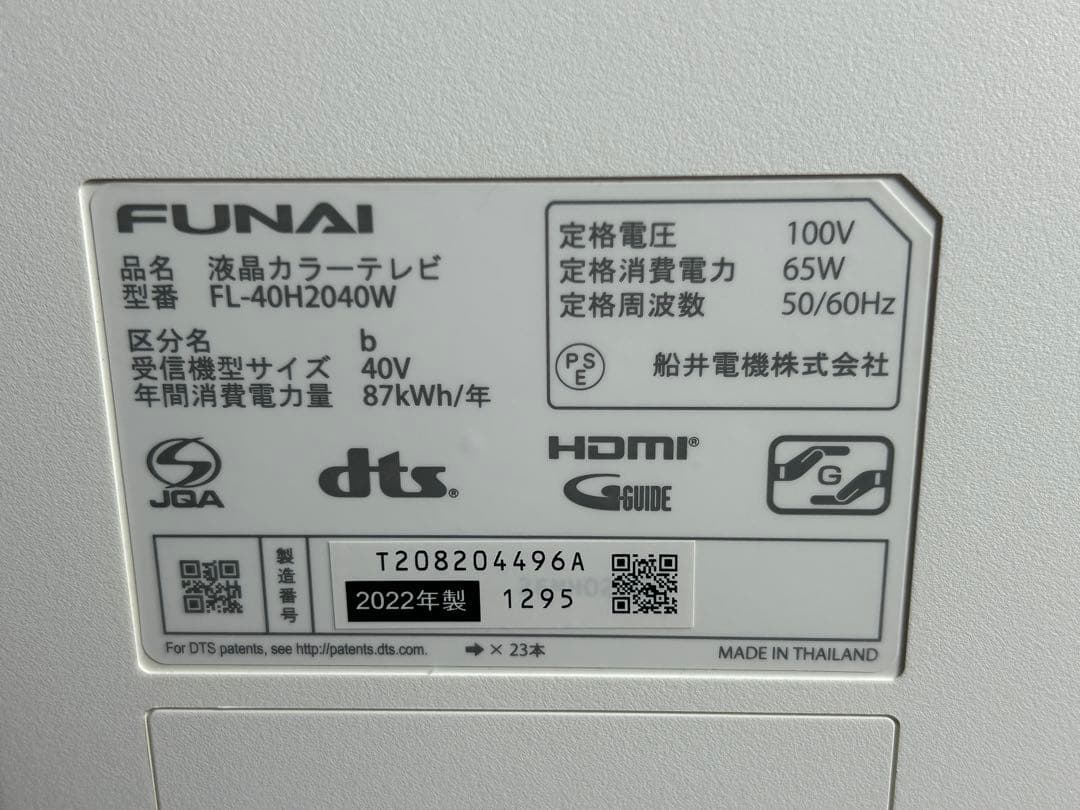 FUNAI
品名 液晶カラーテレビ
型番 FL-40H2040W
区分名 b
受信機型サイズ 40V
年間消費電力量 87kWh/年
定格電圧 100V
定格消費電力 65W
定格周波数 50/60Hz
PSE 船井電機株式会社
JQA
dts®
HDMI®
G-GUIDE
G
製造番号
T208204496A
2022年製 1295
For DTS patents, see http://patents.dts.com.
➡ × 23本
MADE IN THAILAND